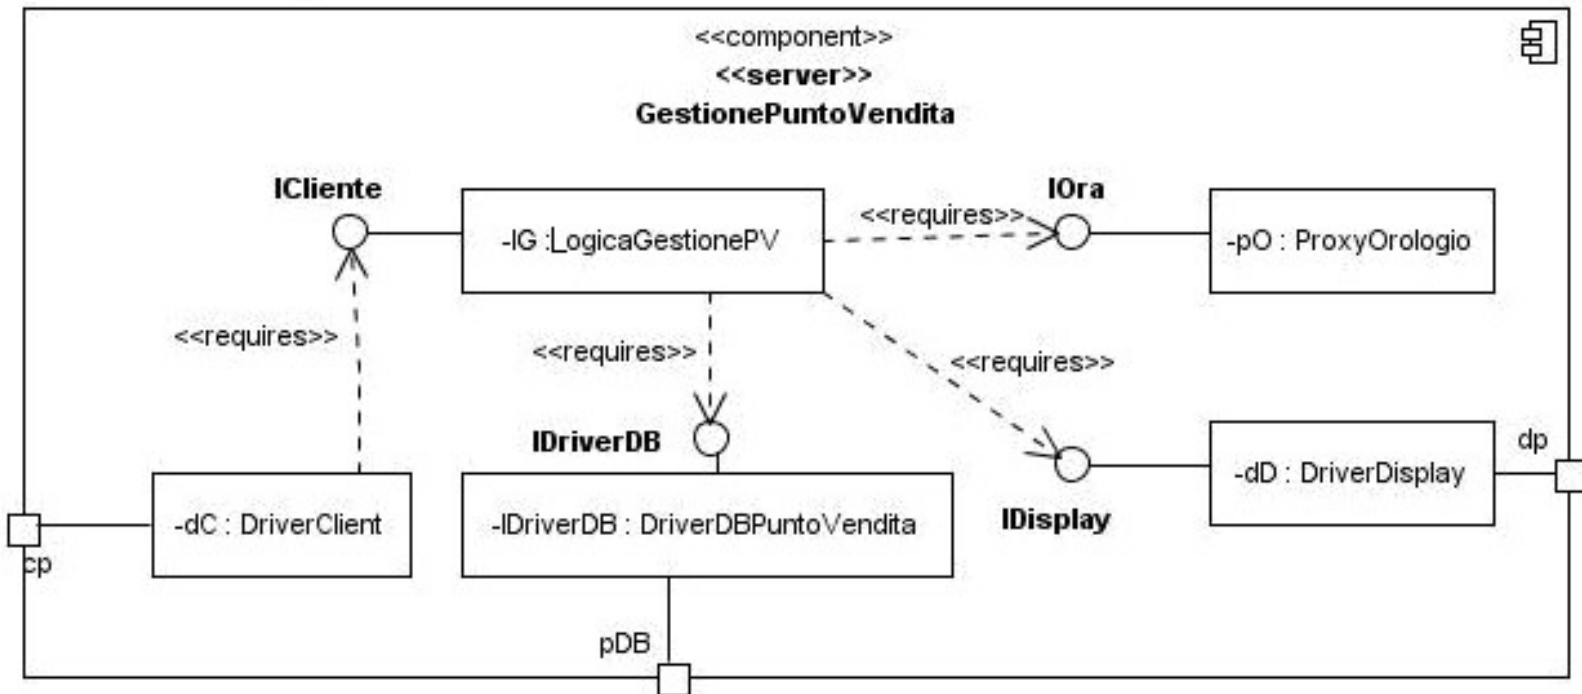 <<component>>
<<server>>
GestionePuntoVendita
ICliente
IOra
<<requires>>
-lG :LogicaGestionePV
-pO : ProxyOrologio
<<requires>>
<<requires>>
<<requires>>
IDriverDB
dp
-dD : DriverDisplay
IDisplay
-dC : DriverClient
-IDriverDB : DriverDBPuntoVendita
cp
pDB